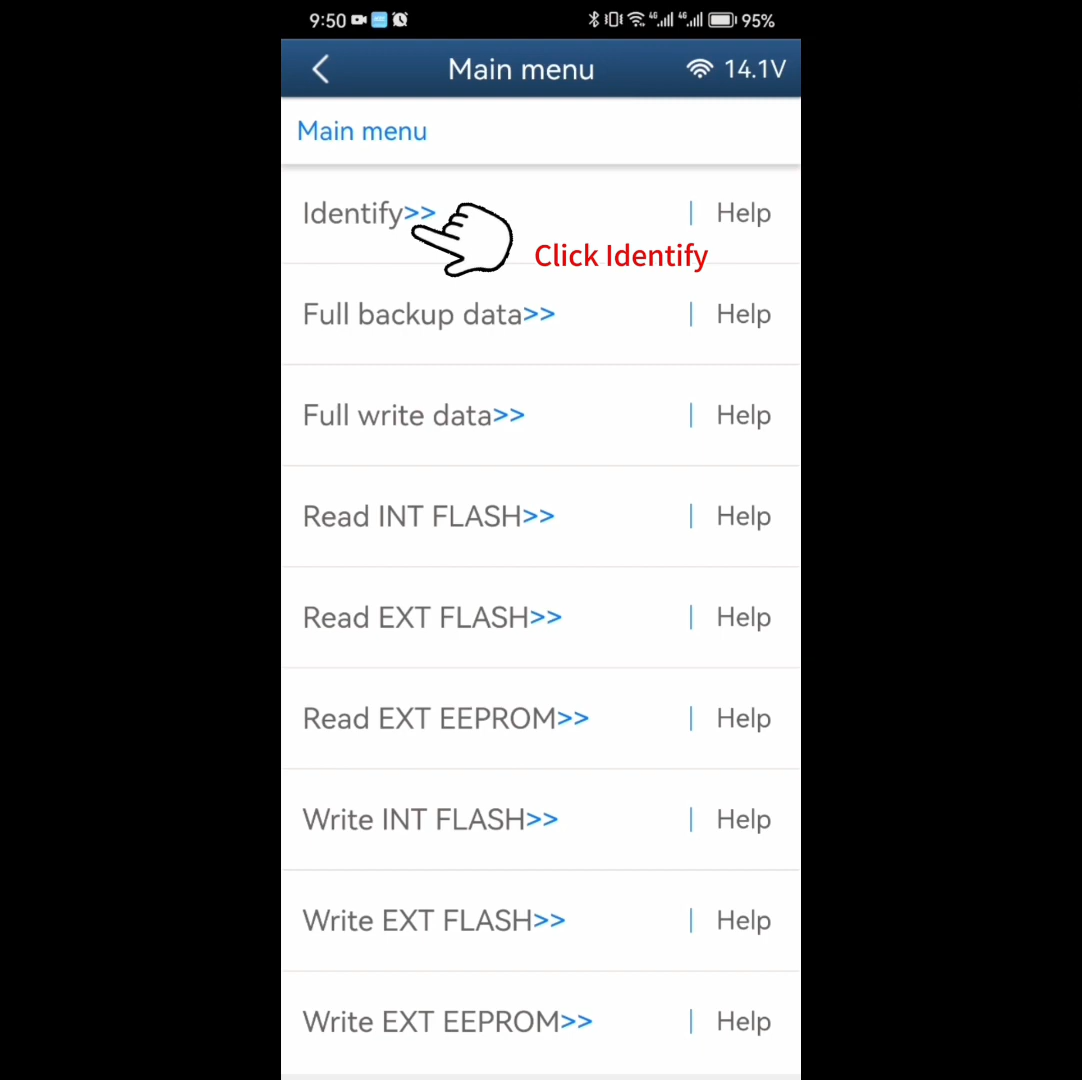 9:50 4G 4G 95%
Main menu 14.1V
Main menu
Identify>> | Help
Click Identify
Full backup data>> | Help
Full write data>> | Help
Read INT FLASH>> | Help
Read EXT FLASH>> | Help
Read EXT EEPROM>> | Help
Write INT FLASH>> | Help
Write EXT FLASH>> | Help
Write EXT EEPROM>> | Help